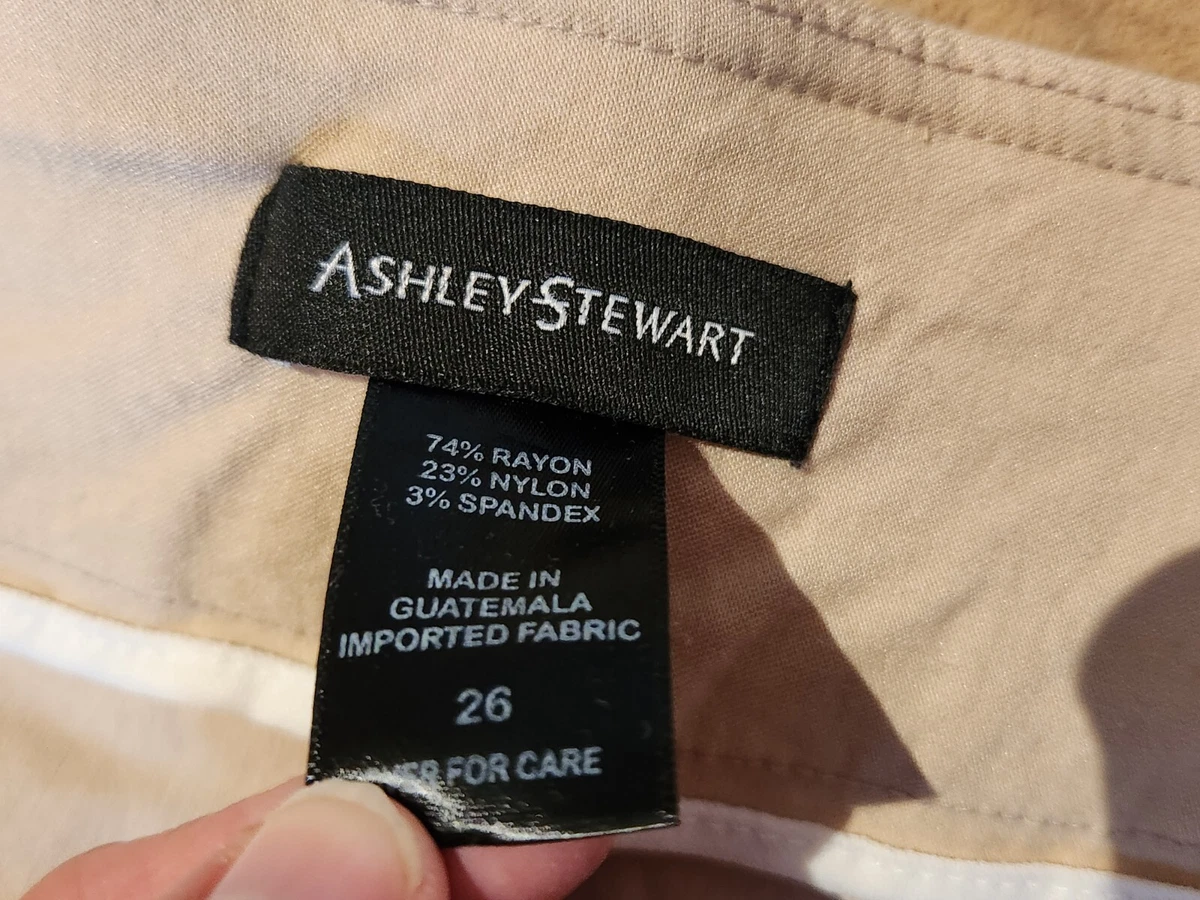 ASHLEY STEWART
74% RAYON
23% NYLON
3% SPANDEX
MADE IN
GUATEMALA
IMPORTED FABRIC
26
FOR CARE